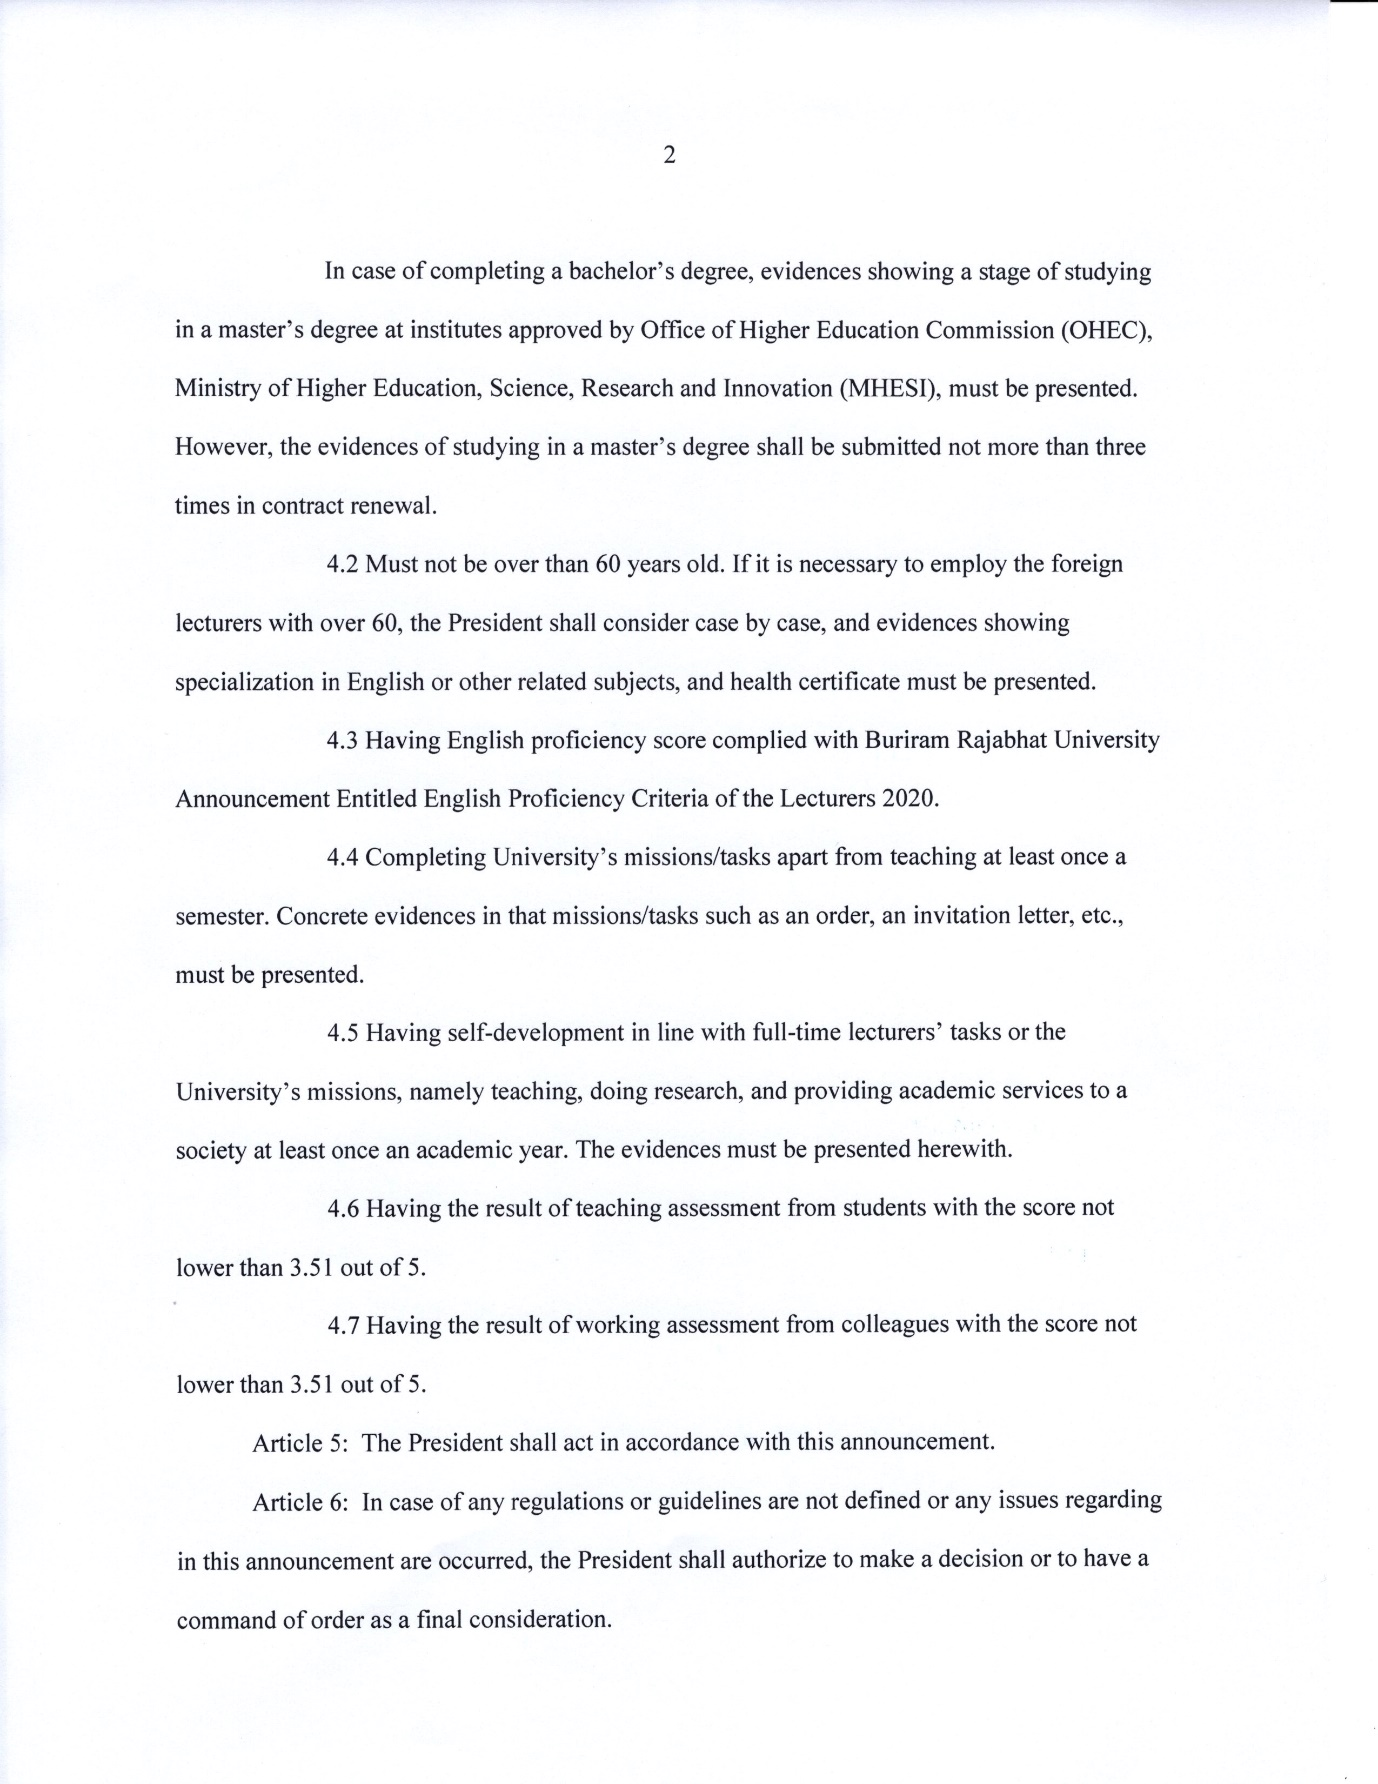 2
In case of completing a bachelor's degree, evidences showing a stage of studying
in a master's degree at institutes approved by Office of Higher Education Commission (OHEC),
Ministry of Higher Education, Science, Research and Innovation (MHESI), must be presented.
However, the evidences of studying in a master's degree shall be submitted not more than three
times in contract renewal.
4.2 Must not be over than 60 years old. If it is necessary to employ the foreign
lecturers with over 60, the President shall consider case by case, and evidences showing
specialization in English or other related subjects, and health certificate must be presented.
4.3 Having English proficiency score complied with Buriram Rajabhat University
Announcement Entitled English Proficiency Criteria of the Lecturers 2020.
4.4 Completing University's missions/tasks apart from teaching at least once a
semester. Concrete evidences in that missions/tasks such as an order, an invitation letter, etc.,
must be presented.
4.5 Having self-development in line with full-time lecturers' tasks or the
University's missions, namely teaching, doing research, and providing academic services to a
society at least once an academic year. The evidences must be presented herewith.
4.6 Having the result of teaching assessment from students with the score not
lower than 3.51 out of 5.
4.7 Having the result of working assessment from colleagues with the score not
lower than 3.51 out of 5.
Article 5: The President shall act in accordance with this announcement.
Article 6: In case of any regulations or guidelines are not defined or any issues regarding
in this announcement are occurred, the President shall authorize to make a decision or to have a
command of order as a final consideration.